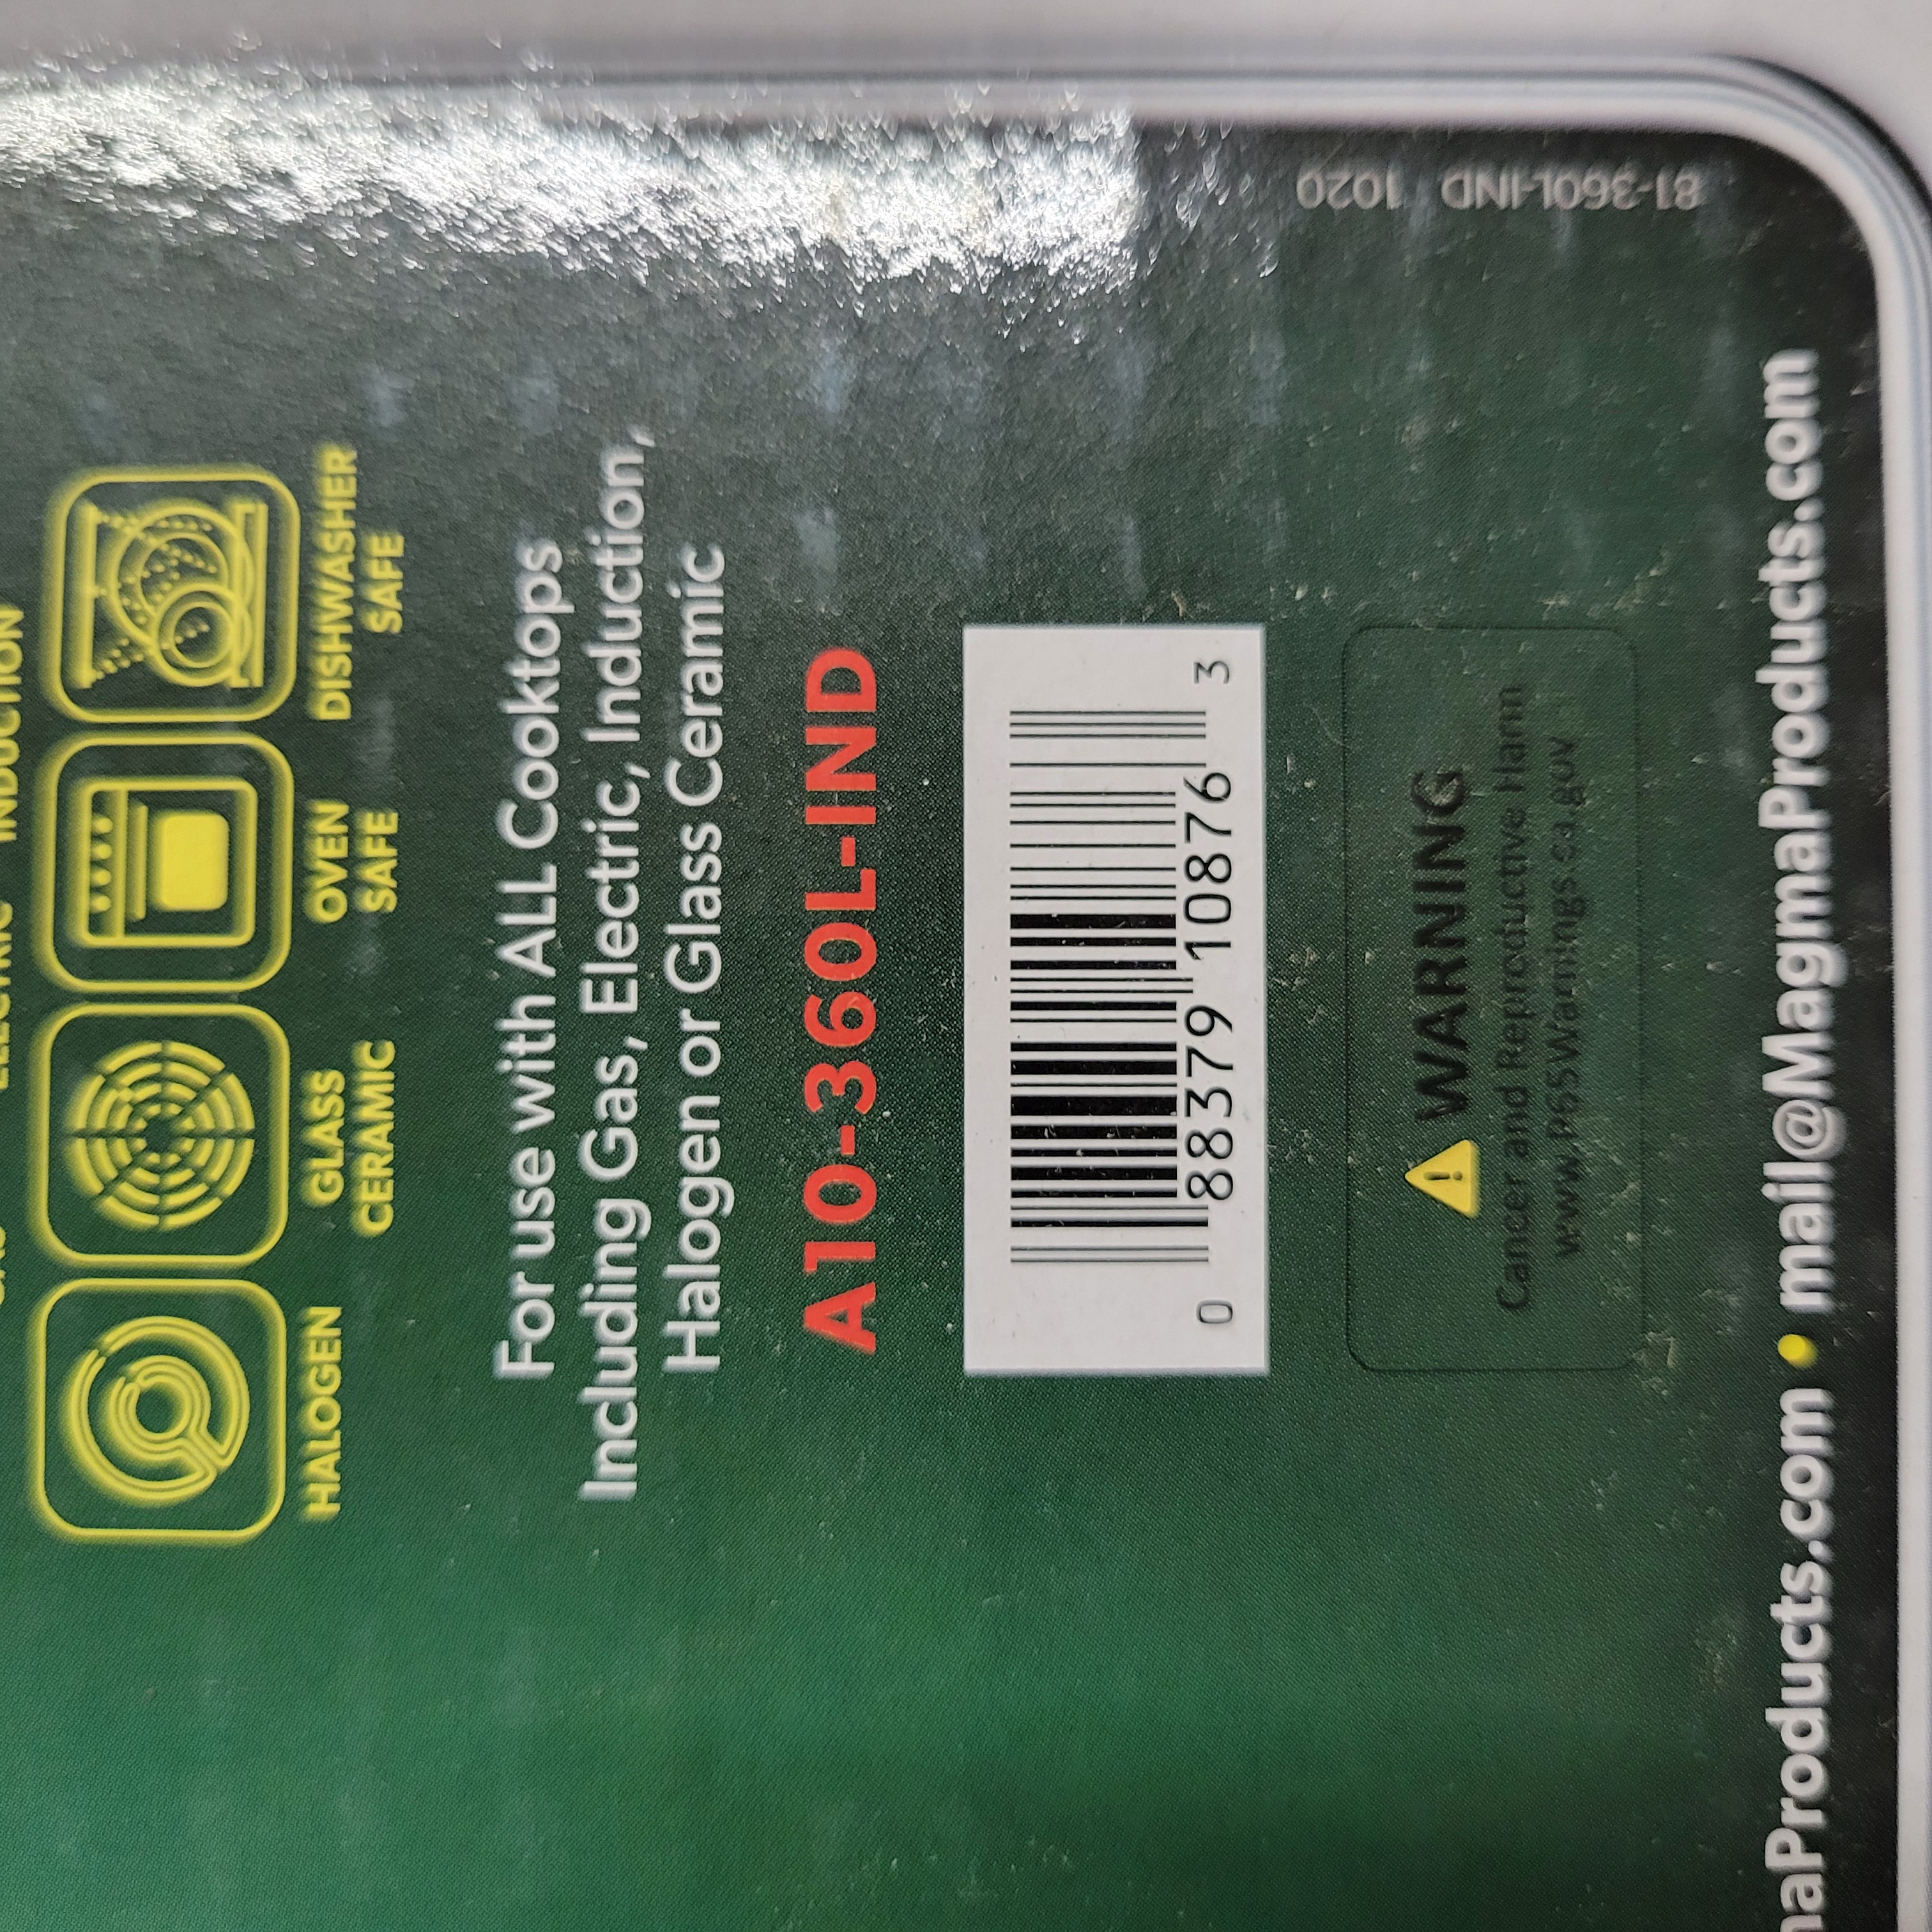 INDUCTION
HALOGEN
GLASS
CERAMIC
OVEN
SAFE
DISHWASHER
SAFE
For use with ALL Cooktops
Including Gas, Electric, Induction,
Halogen or Glass Ceramic
A10-360L-IND
0 88379 10876 3
WARNING
Cancer and Reproductive Harm
www.P65Warnings.ca.gov
maProducts.com • mail@MagmaProducts.com
81-360L-IND 1020